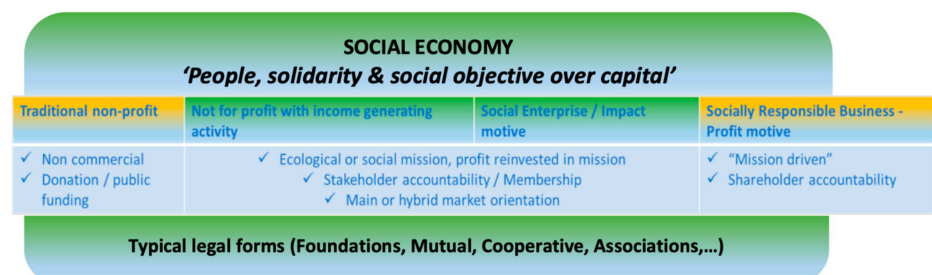 SOCIAL ECONOMY
‘People, solidarity & social objective over capital’
Traditional non-profit
Not for profit with income generating
activity
Social Enterprise / Impact
motive
Socially Responsible Business -
Profit motive
✓ Non commercial
✓ Donation / public
funding
✓ Ecological or social mission, profit reinvested in mission
✓ Stakeholder accountability / Membership
✓ Main or hybrid market orientation
✓ “Mission driven”
✓ Shareholder accountability
Typical legal forms (Foundations, Mutual, Cooperative, Associations,…)